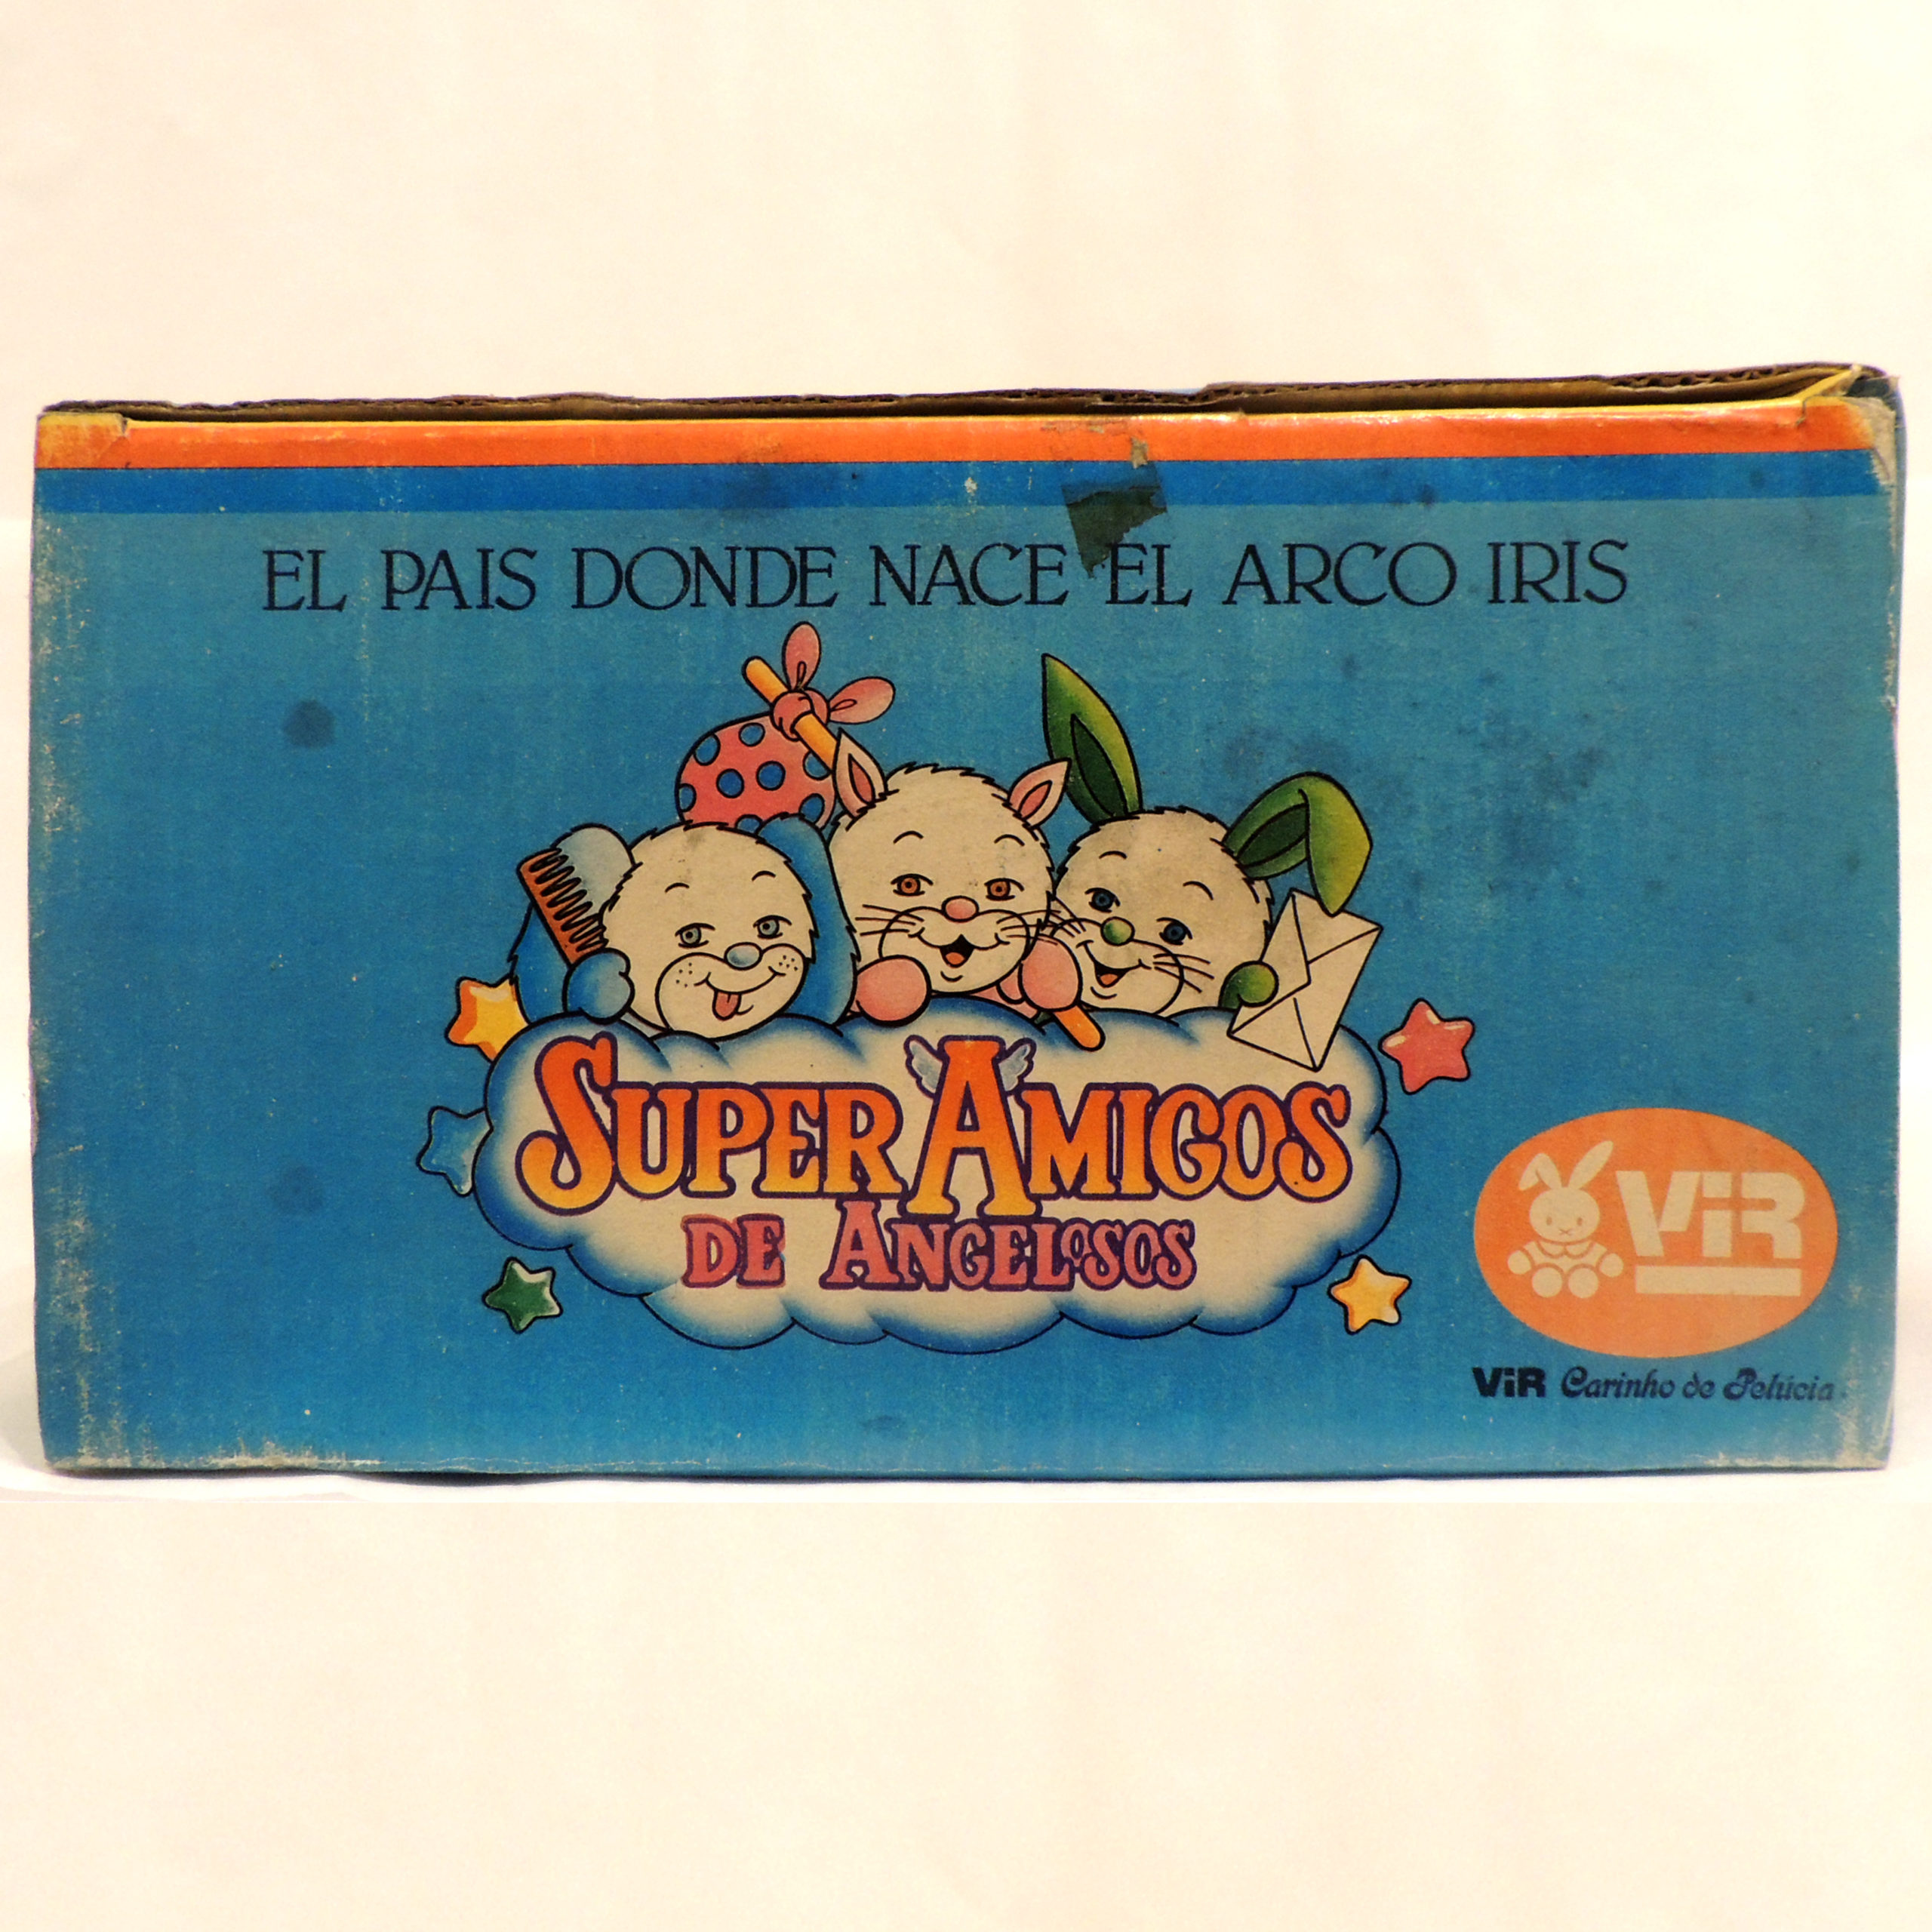 EL PAIS DONDE NACE EL ARCO IRIS
SUPER AMIGOS
DE ANGELOSOS
ViR
ViR Carinho de Pelúcia